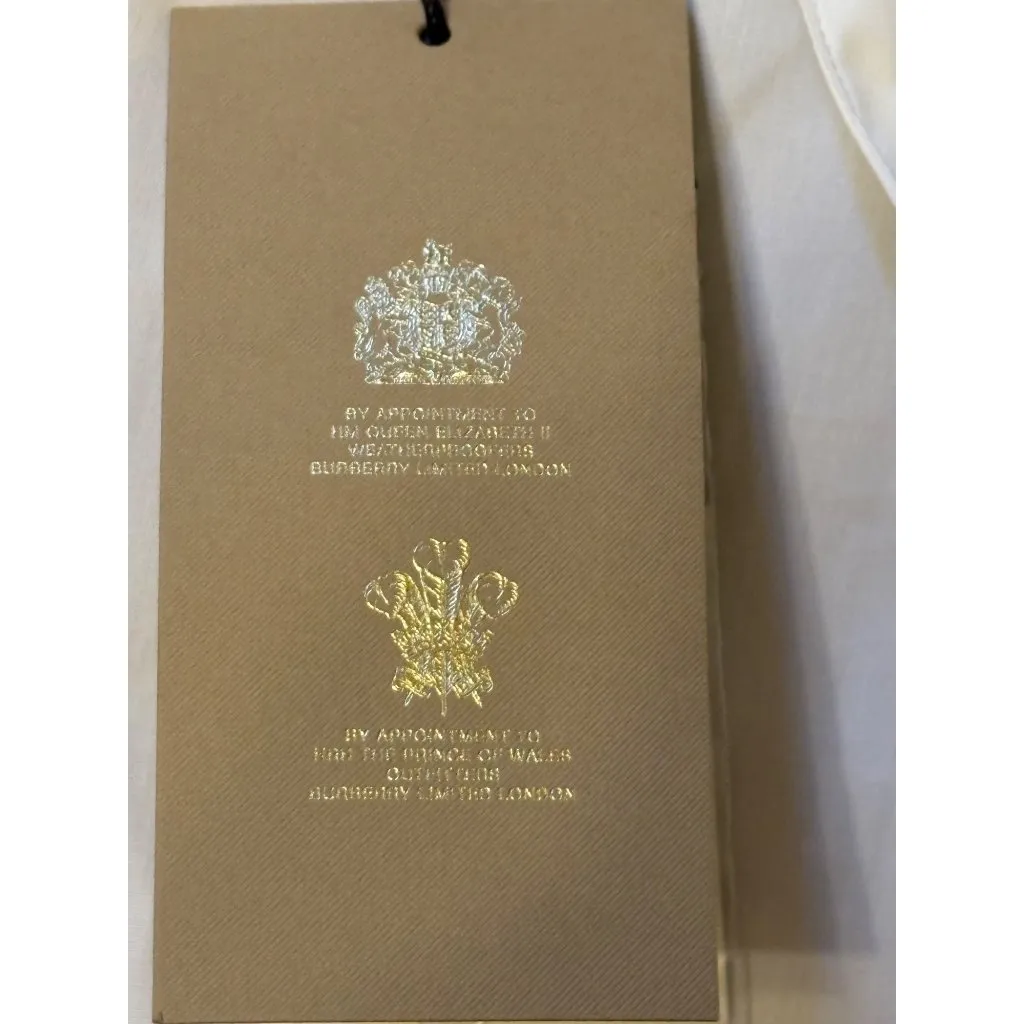 BY APPOINTMENT TO
HM QUEEN ELIZABETH II
WEATHERPROOFERS
BURBERRY LIMITED LONDON
BY APPOINTMENT TO
HRH THE PRINCE OF WALES
OUTFITTERS
BURBERRY LIMITED LONDON